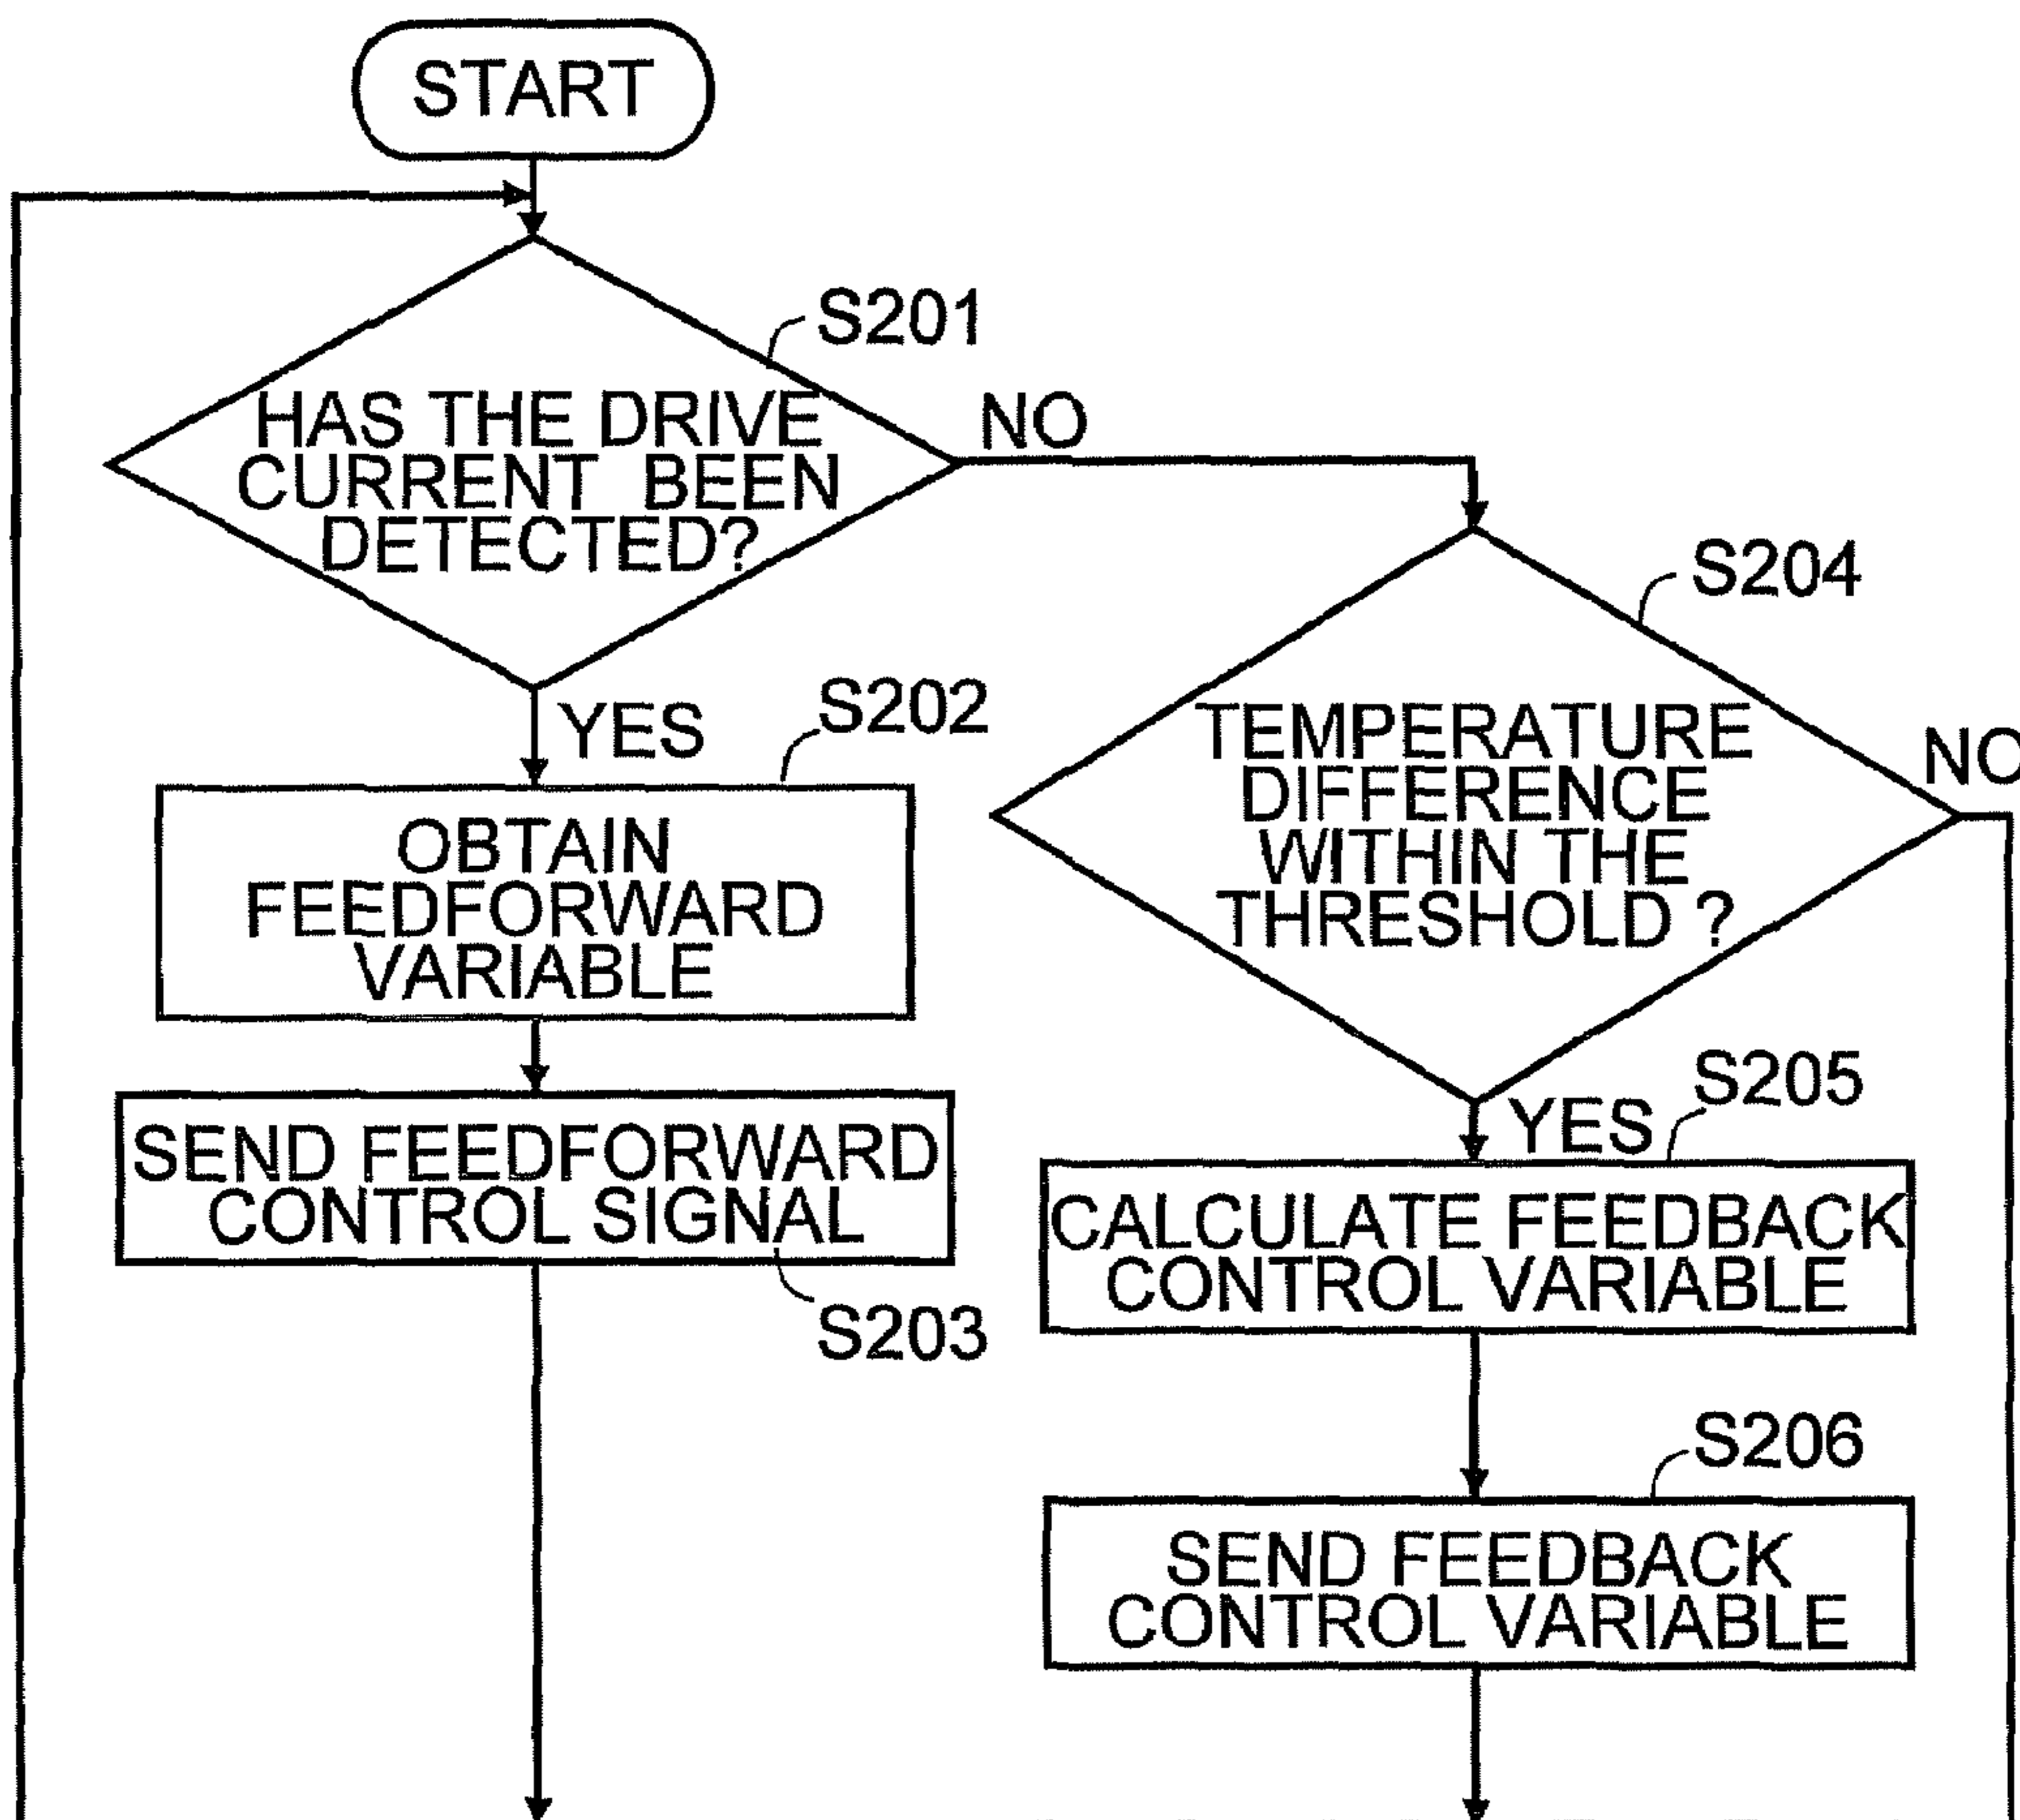 START
S201
HAS THE DRIVE
CURRENT BEEN
DETECTED?
NO
YES
S202
OBTAIN
FEEDFORWARD
VARIABLE
SEND FEEDFORWARD
CONTROL SIGNAL
S203
S204
TEMPERATURE
DIFFERENCE
WITHIN THE
THRESHOLD ?
NO
YES
S205
CALCULATE FEEDBACK
CONTROL VARIABLE
S206
SEND FEEDBACK
CONTROL VARIABLE